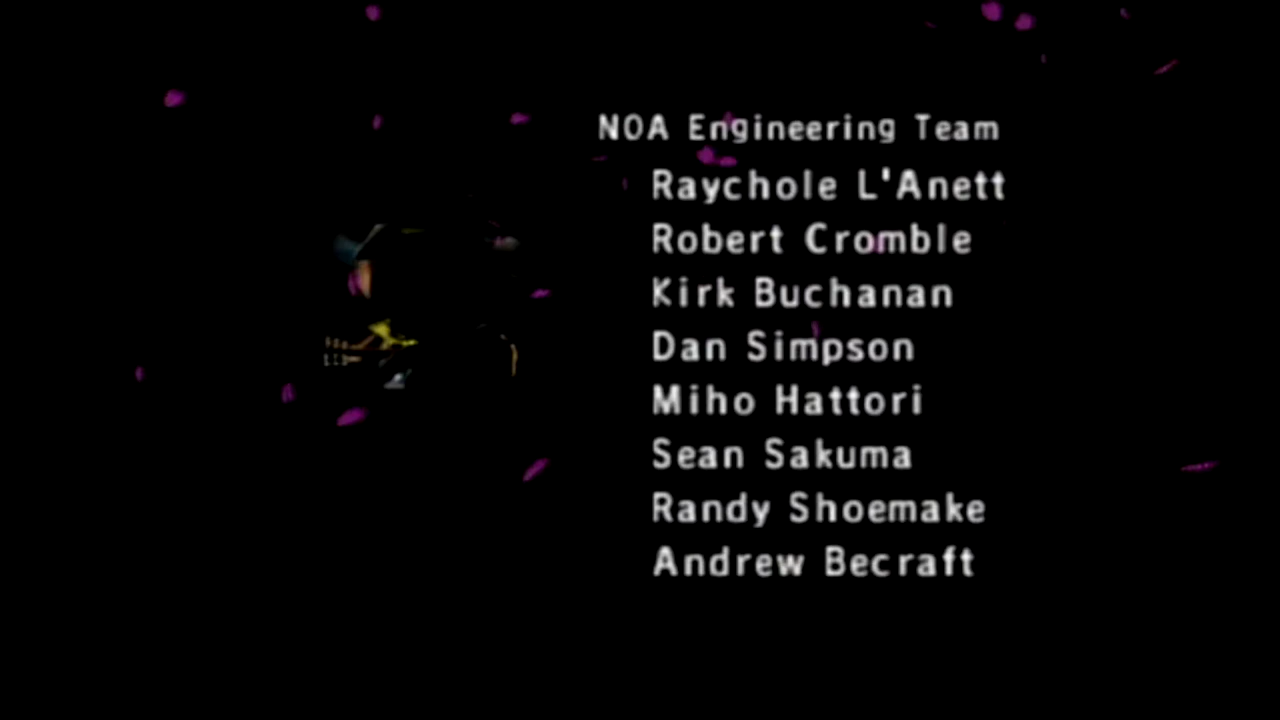 NOA Engineering Team
Raychole L'Anett
Robert Cromble
Kirk Buchanan
Dan Simpson
Miho Hattori
Sean Sakuma
Randy Shoemake
Andrew Becraft